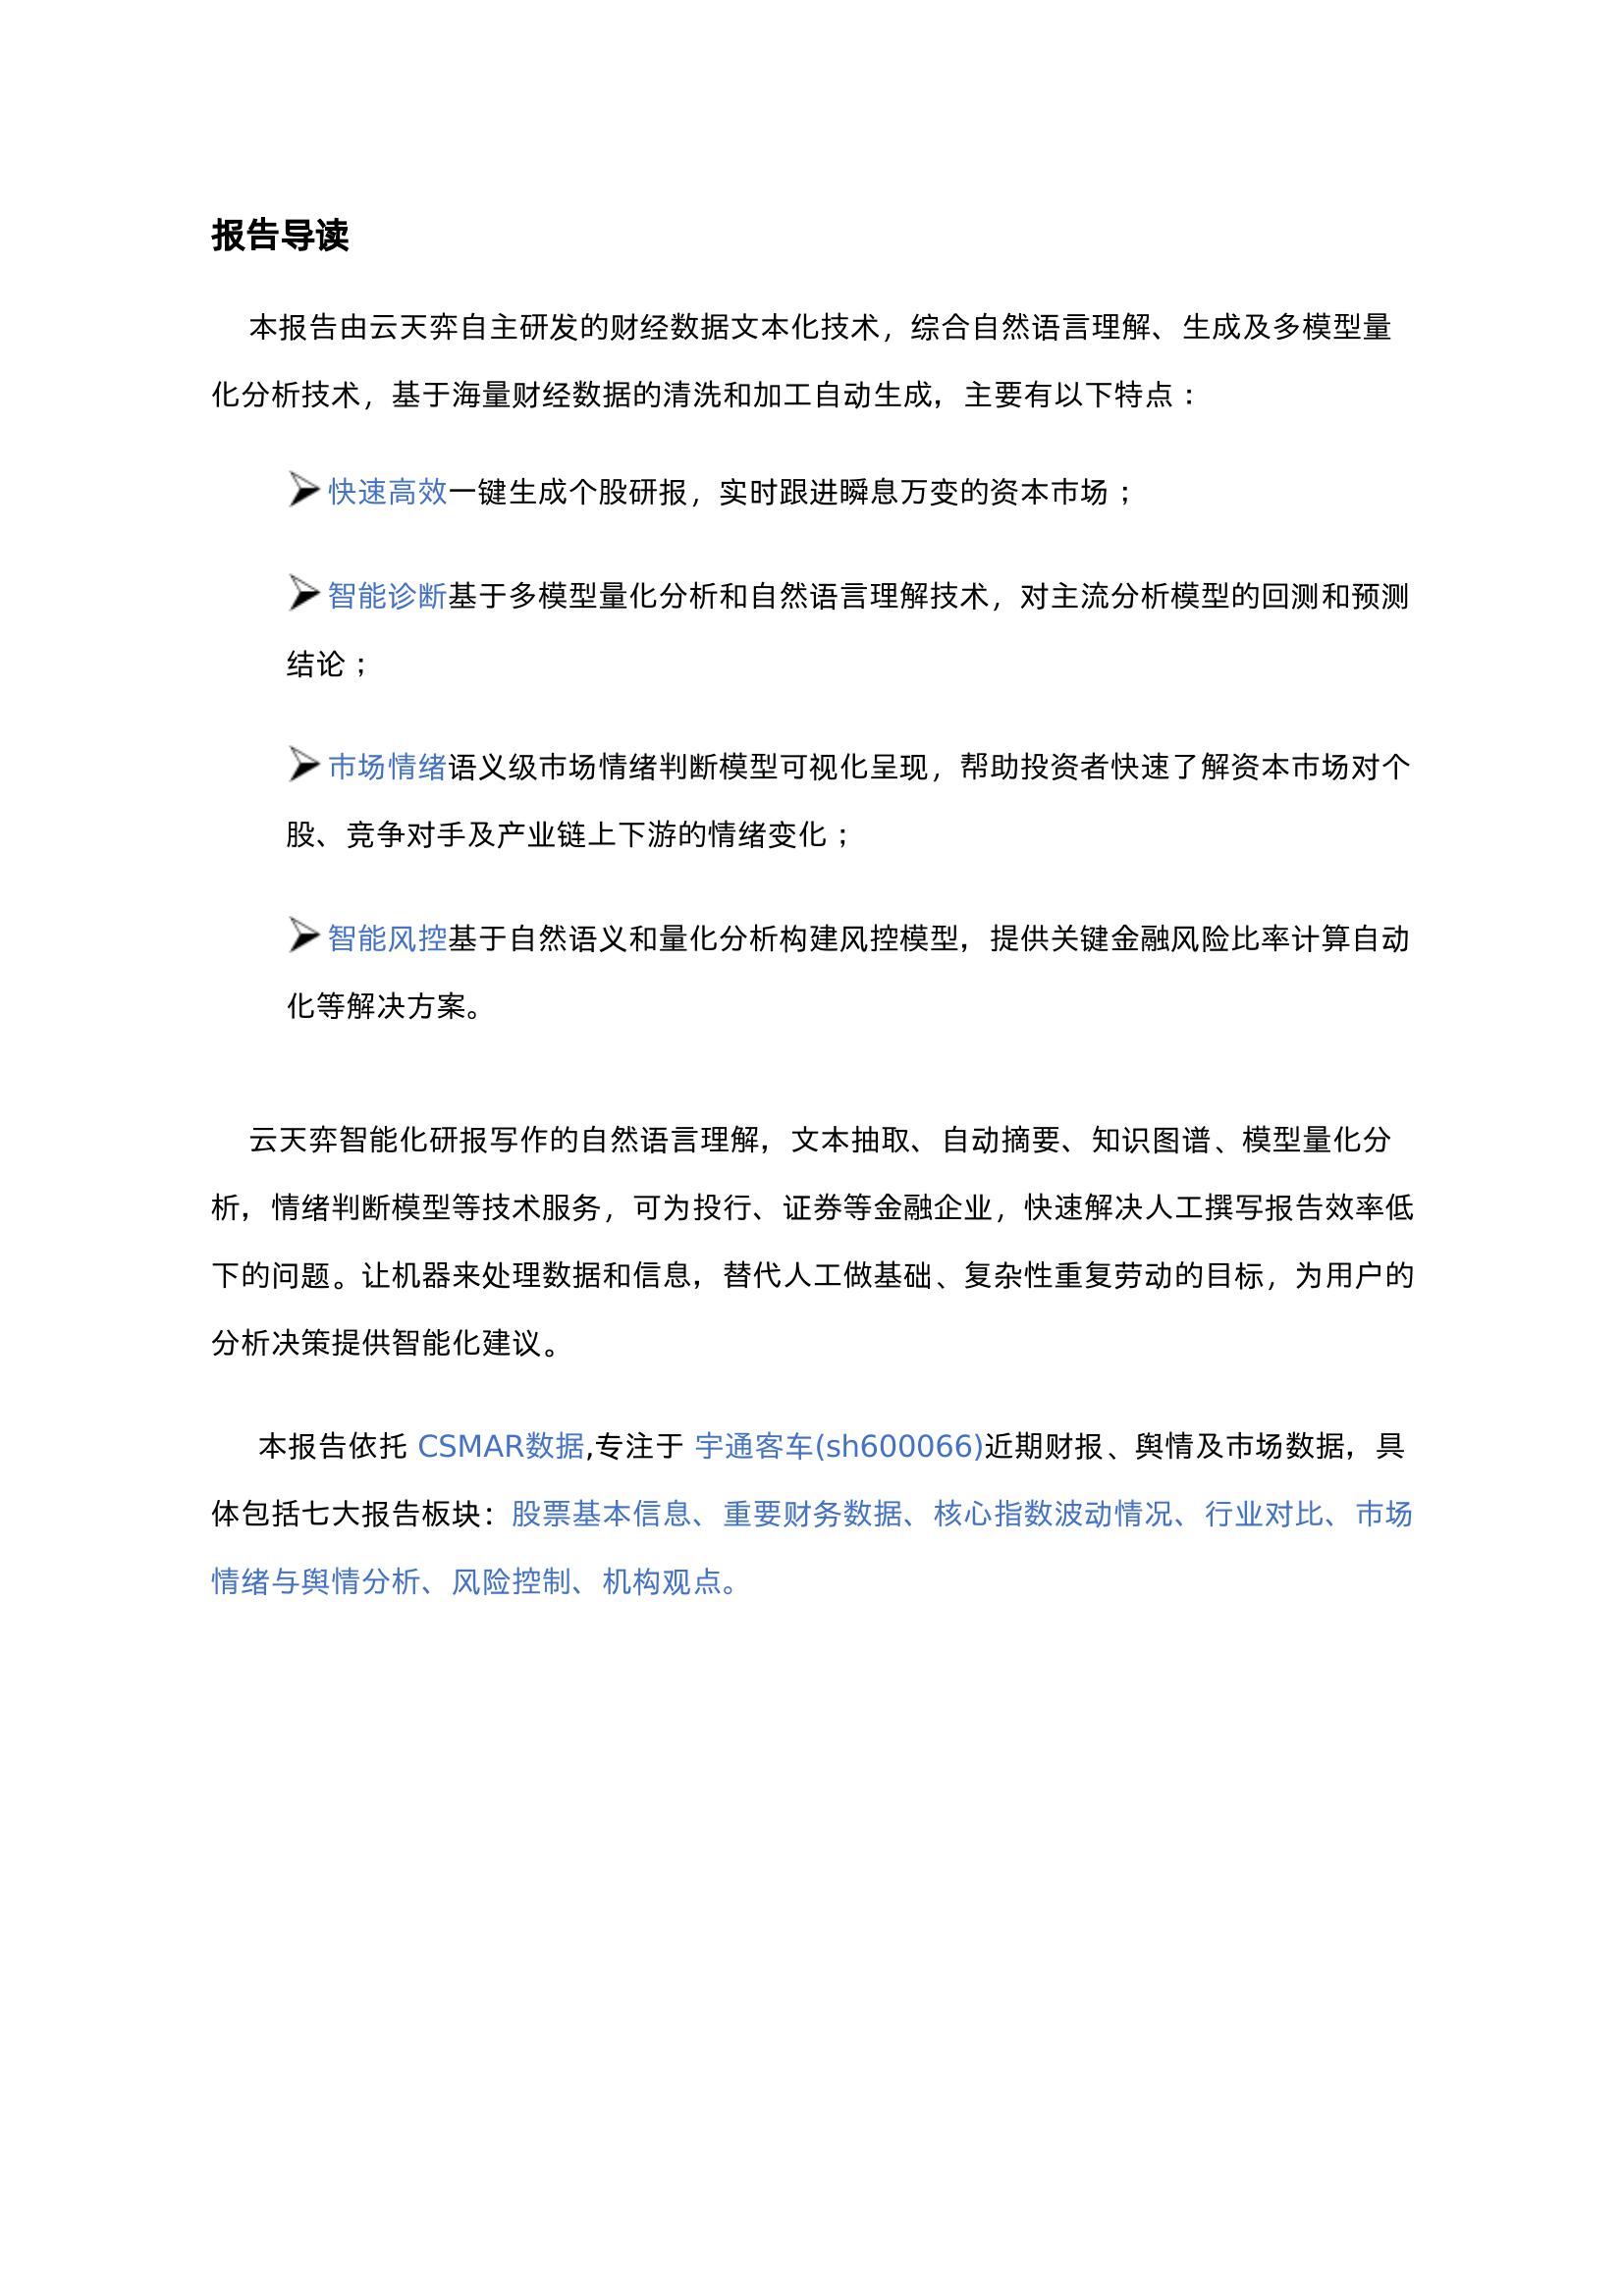 报告导读
本报告由云天弈自主研发的财经数据文本化技术，综合自然语言理解、生成及多模型量
化分析技术，基于海量财经数据的清洗和加工自动生成，主要有以下特点：
快速高效一键生成个股研报，实时跟进瞬息万变的资本市场；
智能诊断基于多模型量化分析和自然语言理解技术，对主流分析模型的回测和预测
结论；
市场情绪语义级市场情绪判断模型可视化呈现，帮助投资者快速了解资本市场对个
股、竞争对手及产业链上下游的情绪变化；
智能风控基于自然语义和量化分析构建风控模型，提供关键金融风险比率计算自动
化等解决方案。
云天弈智能化研报写作的自然语言理解，文本抽取、自动摘要、知识图谱、模型量化分
析，情绪判断模型等技术服务，可为投行、证券等金融企业，快速解决人工撰写报告效率低
下的问题。让机器来处理数据和信息，替代人工做基础、复杂性重复劳动的目标，为用户的
分析决策提供智能化建议。
本报告依托 CSMAR数据,专注于 宇通客车(sh600066)近期财报、舆情及市场数据，具
体包括七大报告板块：股票基本信息、重要财务数据、核心指数波动情况、行业对比、市场
情绪与舆情分析、风险控制、机构观点。